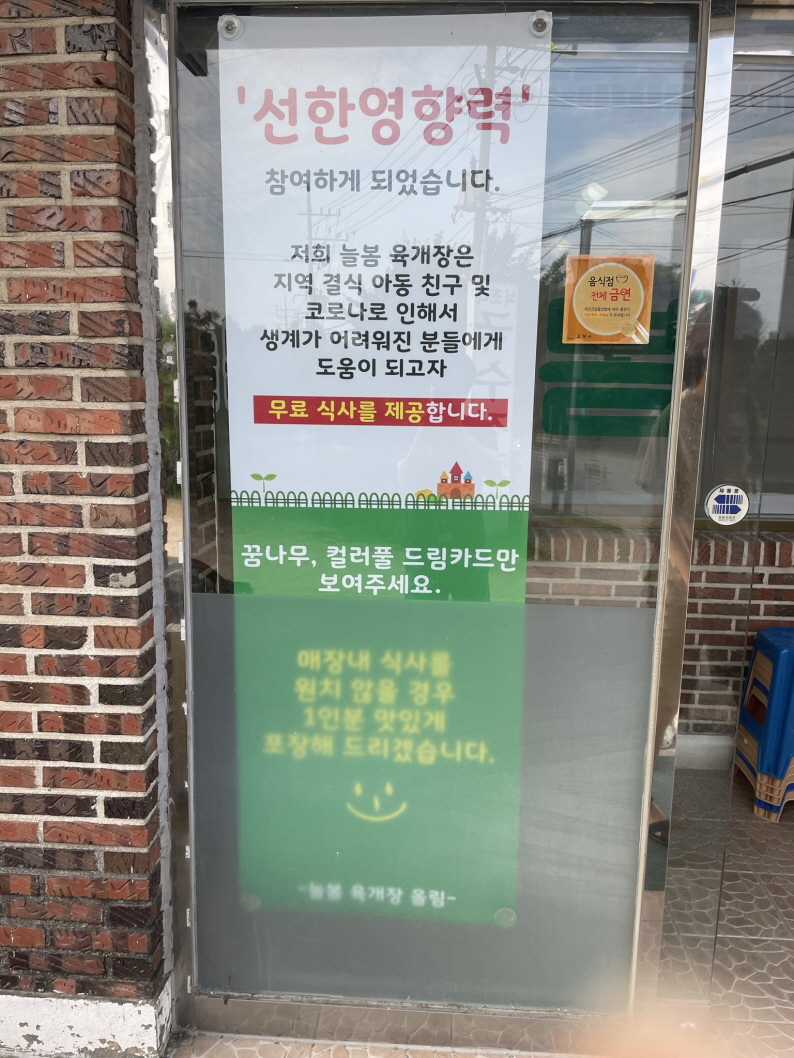 '선한영향력'
참여하게 되었습니다.
저희 늘봄 육개장은
지역 결식 아동 친구 및
코로나로 인해서
생계가 어려워진 분들에게
도움이 되고자
무료 식사를 제공합니다.
꿈나무, 컬러풀 드림카드만
보여주세요.
매장내 식사를
원치 않을 경우
1인분 맛있게
포장해 드리겠습니다.
-늘봄 육개장 올림-
음식점
전체 금연
자동문